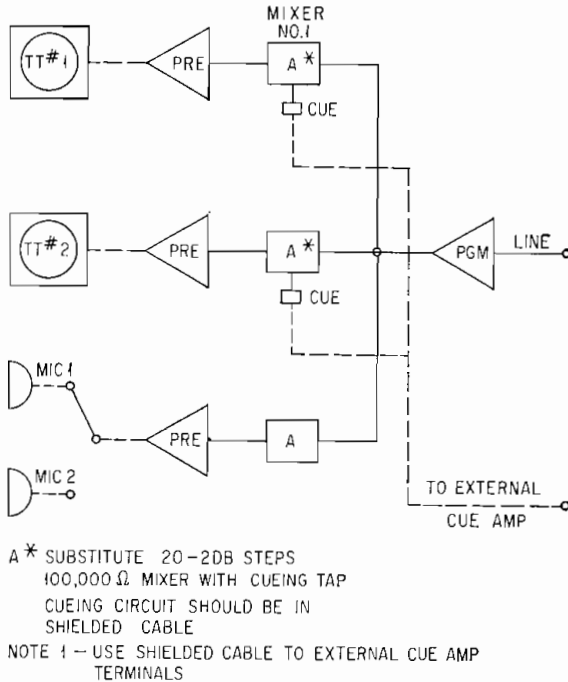 MIXER
NO.1
TT#1
PRE
A*
CUE
TT#2
PRE
A*
PGM
LINE
CUE
MIC 1
PRE
A
MIC 2
TO EXTERNAL
CUE AMP
A* SUBSTITUTE 20-2DB STEPS
100,000 Ω MIXER WITH CUEING TAP
CUEING CIRCUIT SHOULD BE IN
SHIELDED CABLE
NOTE 1 - USE SHIELDED CABLE TO EXTERNAL CUE AMP
TERMINALS